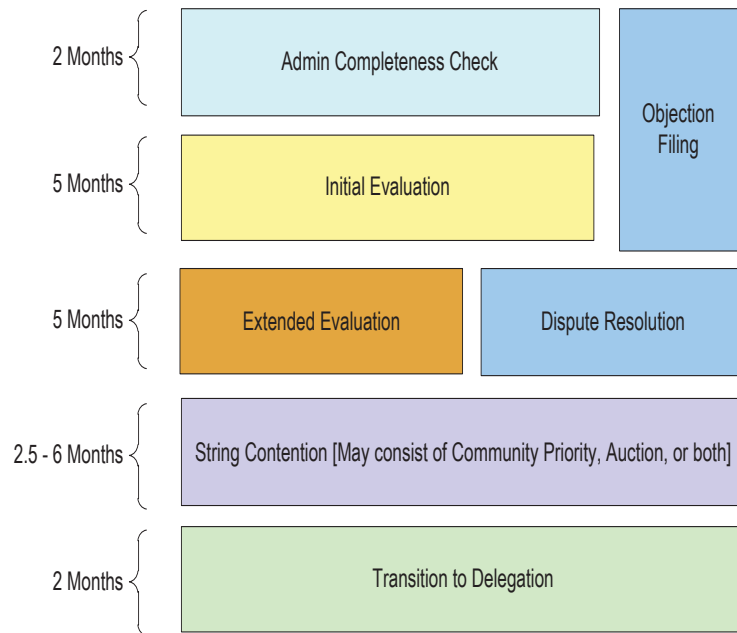 2 Months
Admin Completeness Check
Objection
Filing
5 Months
Initial Evaluation
5 Months
Extended Evaluation
Dispute Resolution
2.5 - 6 Months
String Contention [May consist of Community Priority, Auction, or both]
2 Months
Transition to Delegation